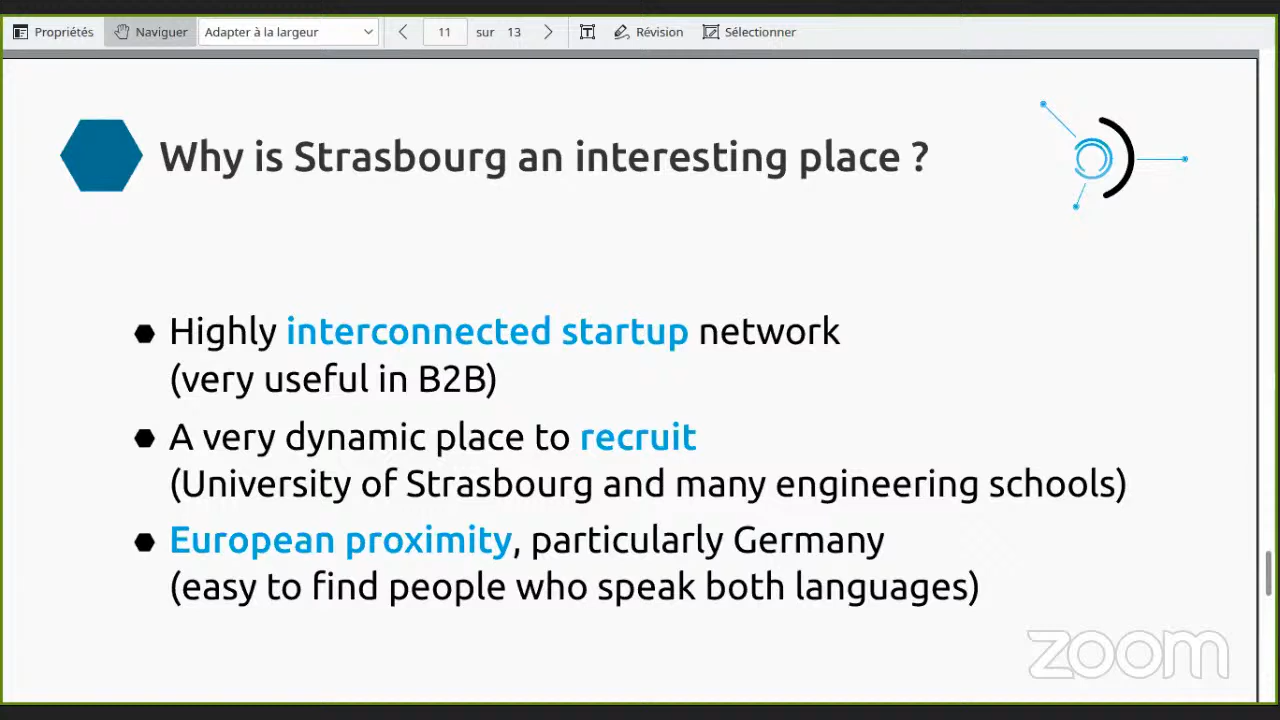 Propriétés Naviguer Adapter à la largeur 11 sur 13 Révision Sélectionner
Why is Strasbourg an interesting place ?
Highly interconnected startup network
(very useful in B2B)
A very dynamic place to recruit
(University of Strasbourg and many engineering schools)
European proximity, particularly Germany
(easy to find people who speak both languages)
zoom